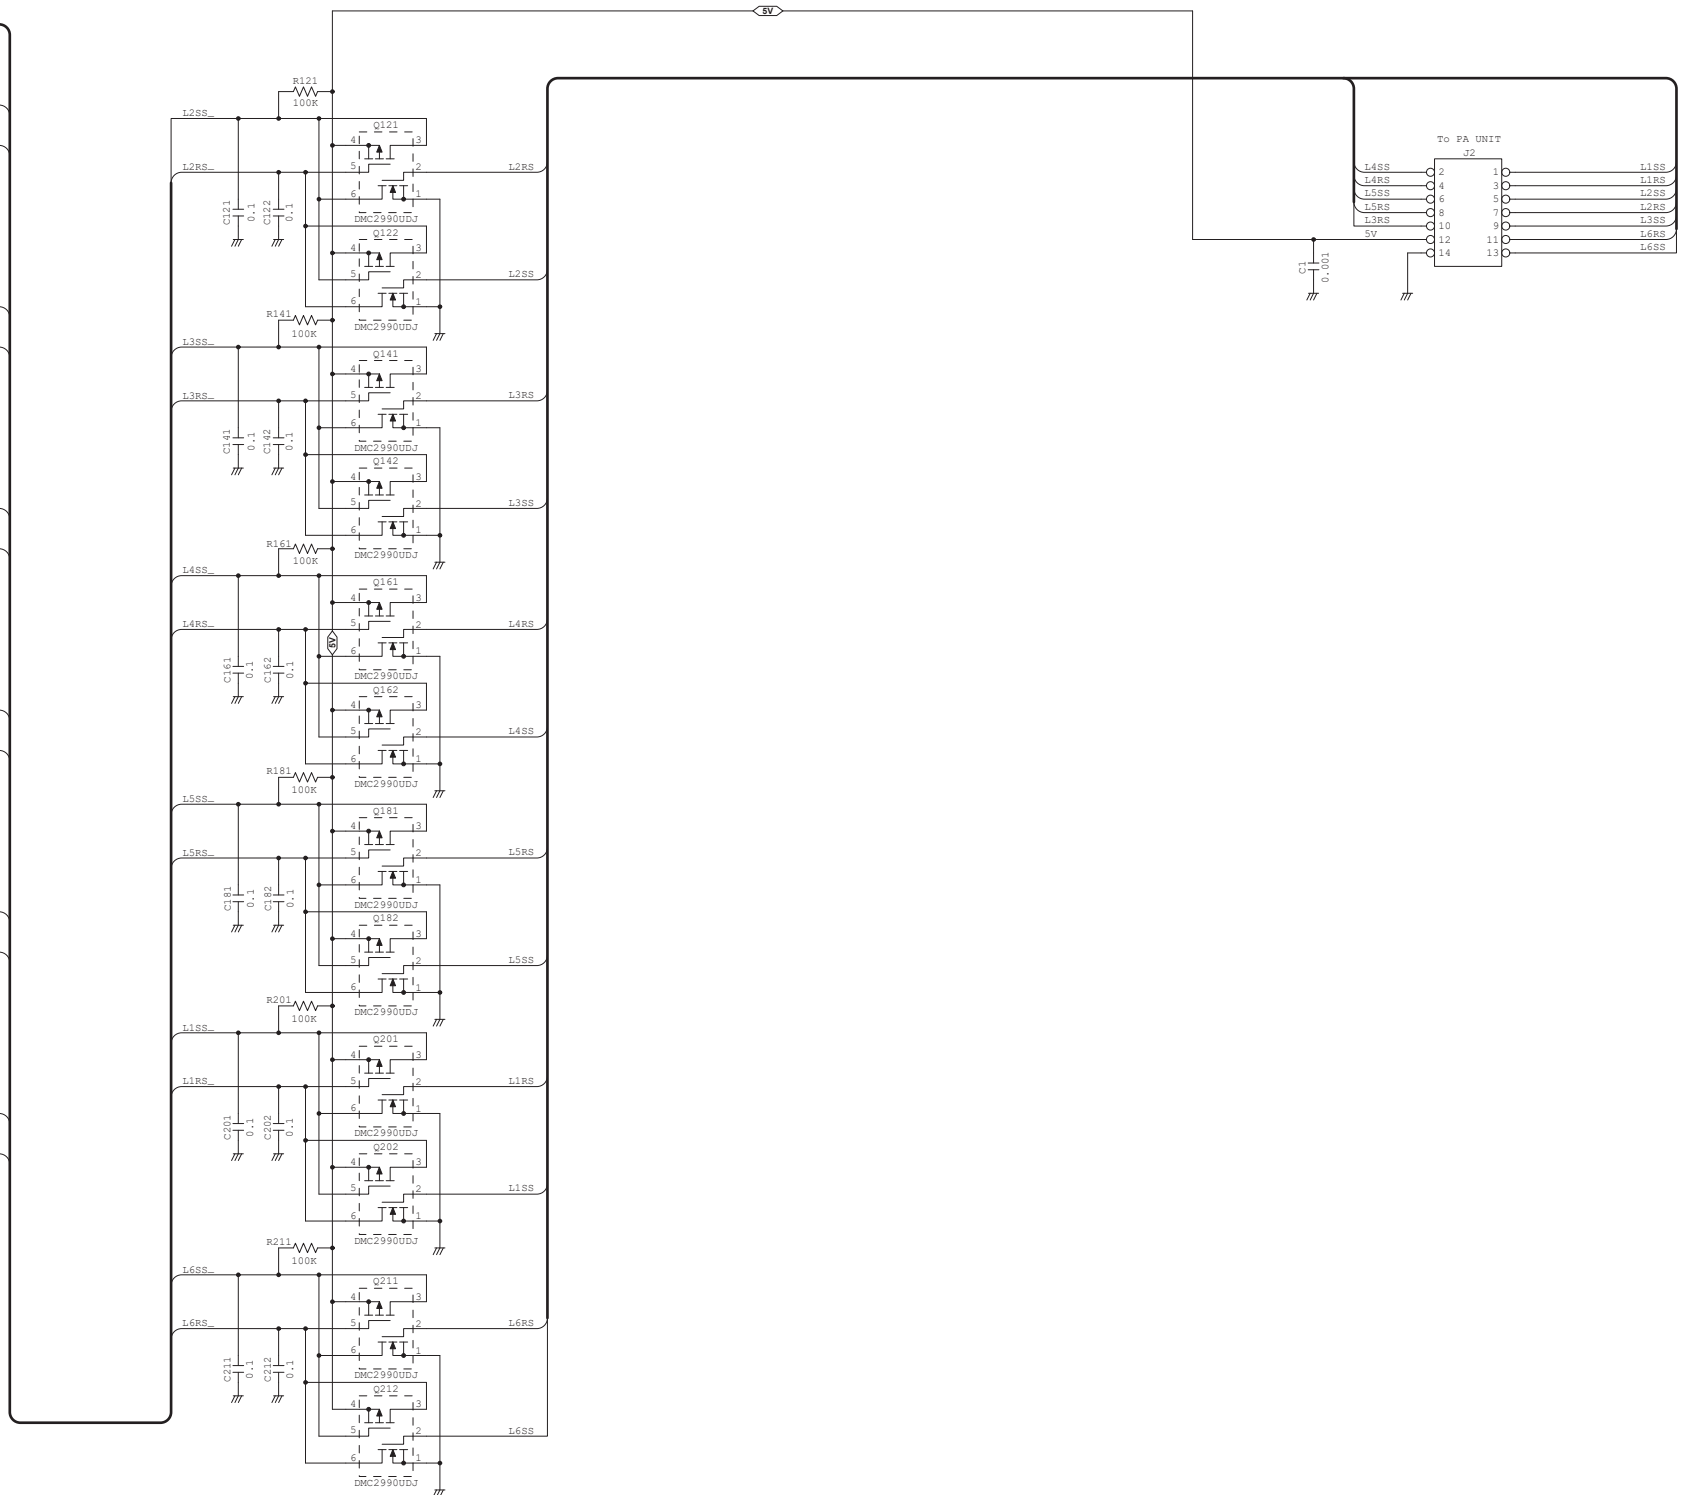 5V
R121
100K
L2SS_
Q121
4
3
L2RS_
5
2
L2RS
6
1
C121
0.1
C122
0.1
DMC2990UDJ
Q122
4
3
5
2
L2SS
6
1
R141
100K
DMC2990UDJ
L3SS_
Q141
4
3
L3RS_
5
2
L3RS
6
1
C141
0.1
C142
0.1
DMC2990UDJ
Q142
4
3
5
2
L3SS
6
1
R161
100K
DMC2990UDJ
L4SS_
Q161
4
3
L4RS_
5
2
L4RS
5V
6
1
C161
0.1
C162
0.1
DMC2990UDJ
Q162
4
3
5
2
L4SS
6
1
R181
100K
DMC2990UDJ
L5SS_
Q181
4
3
L5RS_
5
2
L5RS
6
1
C181
0.1
C182
0.1
DMC2990UDJ
Q182
4
3
5
2
L5SS
6
1
R201
100K
DMC2990UDJ
L1SS_
Q201
4
3
L1RS_
5
2
L1RS
6
1
C201
0.1
C202
0.1
DMC2990UDJ
Q202
4
3
5
2
L1SS
6
1
R211
100K
DMC2990UDJ
L6SS_
Q211
4
3
L6RS_
5
2
L6RS
6
1
C211
0.1
C212
0.1
DMC2990UDJ
Q212
4
3
5
2
L6SS
6
1
DMC2990UDJ
To PA UNIT
J2
L4SS 2 1 L1SS
L4RS 4 3 L1RS
L5SS 6 5 L2SS
L5RS 8 7 L2RS
L3RS 10 9 L3SS
5V 12 11 L6RS
14 13 L6SS
C1
0.001